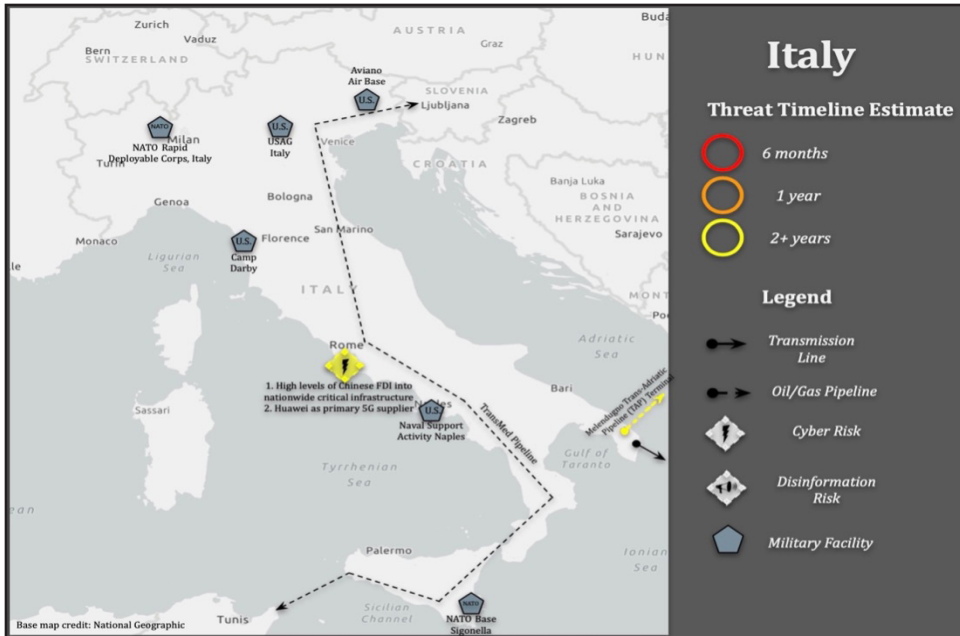 Zurich
Vaduz
AUSTRIA
Buda
Bern
SWITZERLAND
Graz
HUN
Aviano
Air Base
U.S.
SLOVENIA
Ljubljana
Zagreb
NATO
Milan
NATO Rapid
Deployable Corps, Italy
Turin
U.S.
USAG
Italy
Venice
CROATIA
Banja Luka
BOSNIA
AND
HERZEGOVINA
Sarajevo
Genoa
Bologna
San Marino
Monaco
U.S.
Florence
Camp
Darby
Ligurian
Sea
ITALY
MONT
Adriatic
Sea
Rome
1. High levels of Chinese FDI into
nationwide critical infrastructure
2. Huawei as primary 5G supplier
U.S.
Naval Support
Activity Naples
TransMed Pipeline
Bari
Melendugno Trans-Adriatic
Pipeline (TAP) Terminal
Gulf of
Taranto
Sassari
Tyrrhenian
Sea
Ionian
Sea
Palermo
Sicilian
Channel
Tunis
NATO
NATO Base
Sigonella
Base map credit: National Geographic
Italy
Threat Timeline Estimate
6 months
1 year
2+ years
Legend
Transmission
Line
Oil/Gas Pipeline
Cyber Risk
Disinformation
Risk
Military Facility